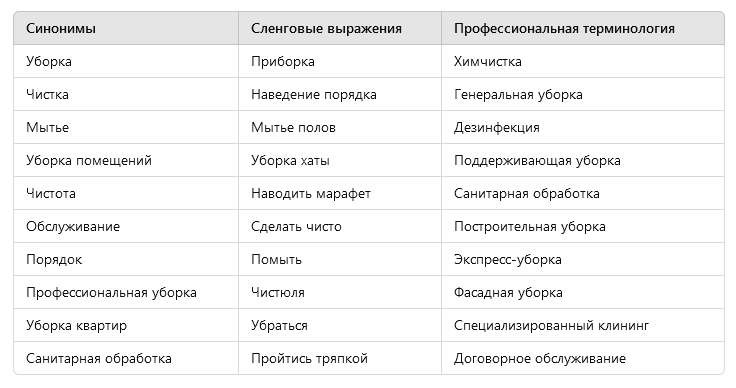 Синонимы Сленговые выражения Профессиональная терминология
Уборка Приборка Химчистка
Чистка Наведение порядка Генеральная уборка
Мытье Мытье полов Дезинфекция
Уборка помещений Уборка хаты Поддерживающая уборка
Чистота Наводить марафет Санитарная обработка
Обслуживание Сделать чисто Построительная уборка
Порядок Помыть Экспресс-уборка
Профессиональная уборка Чистюля Фасадная уборка
Уборка квартир Убраться Специализированный клининг
Санитарная обработка Пройтись тряпкой Договорное обслуживание